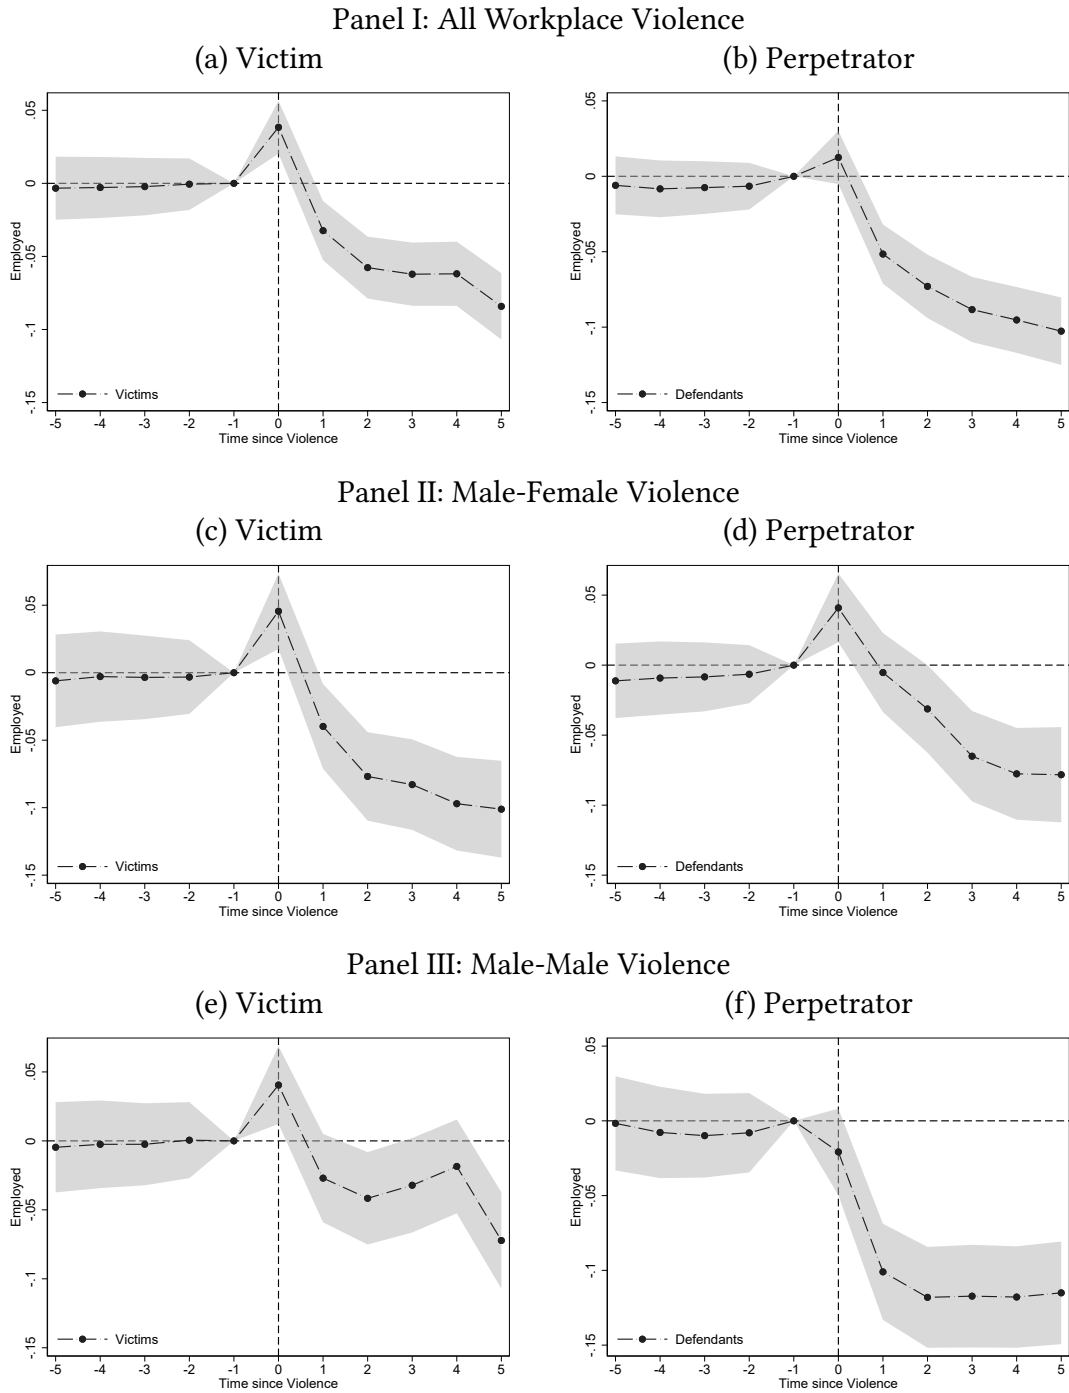 Panel I: All Workplace Violence
(a) Victim
(b) Perpetrator
Employed
.05
0
-.05
-.1
-.15
Victims
-5 -4 -3 -2 -1 0 1 2 3 4 5
Time since Violence
Employed
.05
0
-.05
-.1
-.15
Defendants
-5 -4 -3 -2 -1 0 1 2 3 4 5
Time since Violence
Panel II: Male-Female Violence
(c) Victim
(d) Perpetrator
Employed
.05
0
-.05
-.1
-.15
Victims
-5 -4 -3 -2 -1 0 1 2 3 4 5
Time since Violence
Employed
.05
0
-.05
-.1
-.15
Defendants
-5 -4 -3 -2 -1 0 1 2 3 4 5
Time since Violence
Panel III: Male-Male Violence
(e) Victim
(f) Perpetrator
Employed
.05
0
-.05
-.1
-.15
Victims
-5 -4 -3 -2 -1 0 1 2 3 4 5
Time since Violence
Employed
.05
0
-.05
-.1
-.15
Defendants
-5 -4 -3 -2 -1 0 1 2 3 4 5
Time since Violence